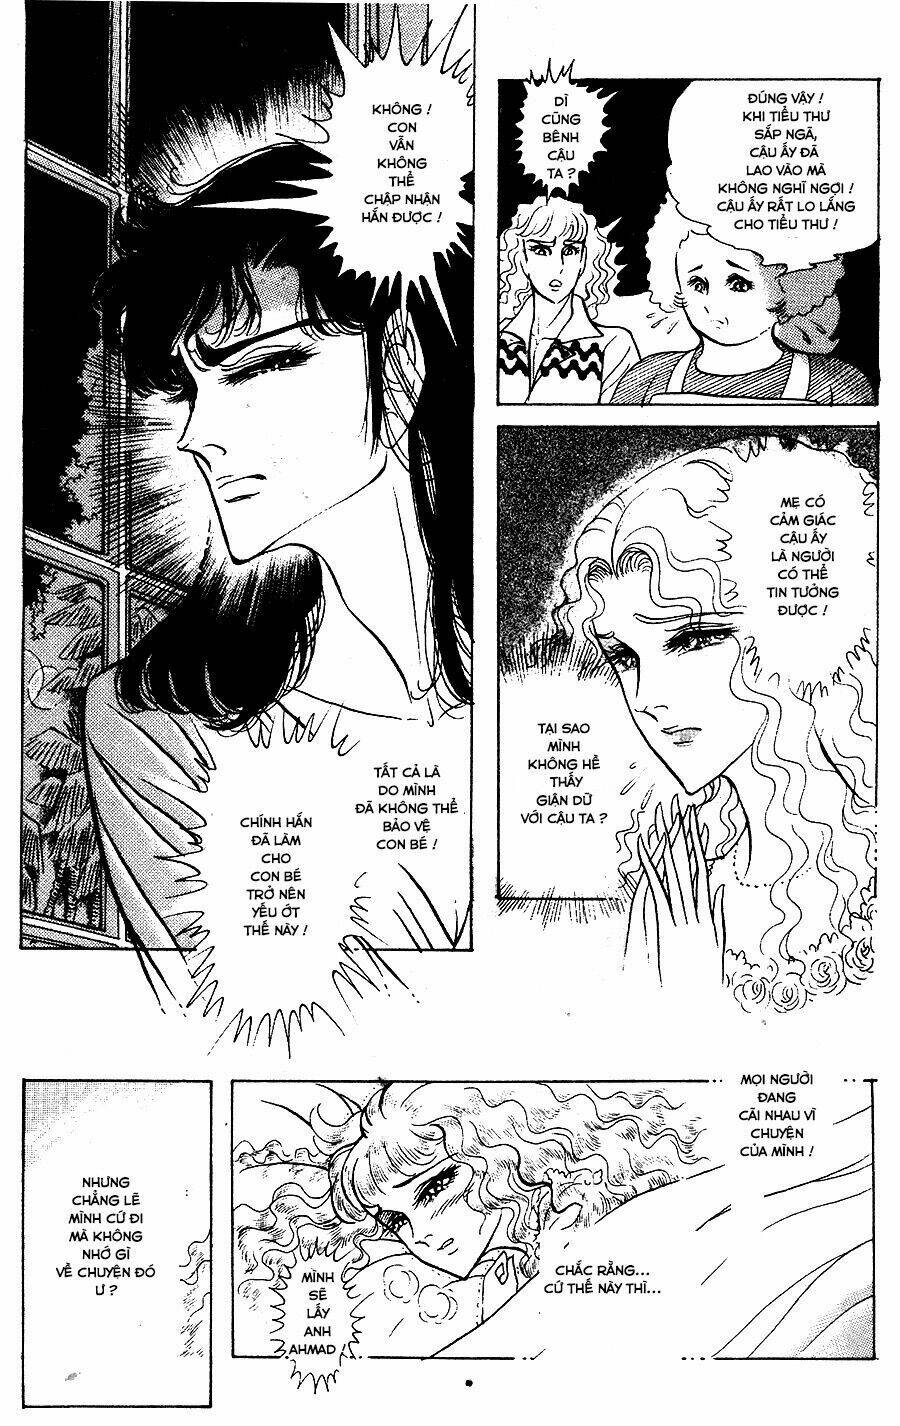 ĐÚNG VẬY !
KHI TIỂU THƯ
SẮP NGÃ,
CẬU ẤY ĐÃ
LAO VÀO MÀ
KHÔNG NGHĨ NGỢI !
CẬU ẤY RẤT LO LẮNG
CHO TIỂU THƯ !
DÌ
CŨNG
BÊNH
CẬU
TA ?
MẸ CÓ
CẢM GIÁC
CẬU ẤY
LÀ NGƯỜI
CÓ THỂ
TIN TƯỞNG
ĐƯỢC !
TẠI SAO
MÌNH
KHÔNG HỀ
THẤY
GIẬN DỮ
VỚI CẬU TA ?
KHÔNG !
CON
VẪN
KHÔNG
THỂ
CHẤP NHẬN
HẮN ĐƯỢC !
TẤT CẢ LÀ
DO MÌNH
ĐÃ KHÔNG THỂ
BẢO VỆ
CON BÉ !
CHÍNH HẮN
ĐÃ LÀM
CHO
CON BÉ
TRỞ NÊN
YẾU ỚT
THẾ NÀY !
MỌI NGƯỜI
ĐANG
CÃI NHAU VÌ
CHUYỆN
CỦA MÌNH !
CHẮC RẰNG...
CỨ THẾ NÀY THÌ...
MÌNH
SẼ
LẤY
ANH
AHMAD
NHƯNG
CHẲNG LẼ
MÌNH CỨ ĐI
MÀ KHÔNG
NHỚ GÌ
VỀ CHUYỆN ĐÓ
Ư ?